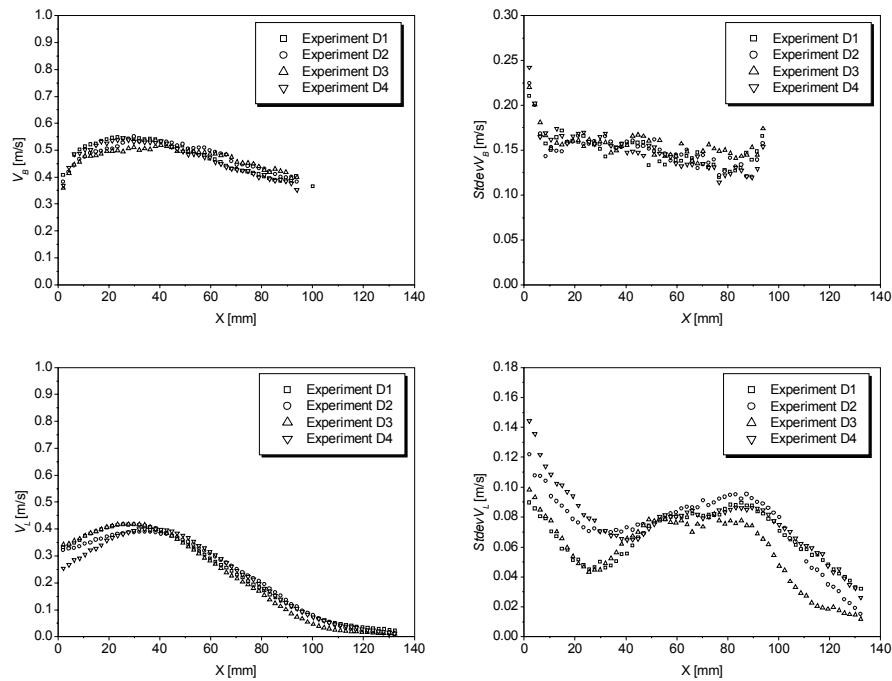 1.0
0.9
0.8
0.7
0.6
0.5
0.4
0.3
0.2
0.1
0.0
V_B [m/s]
0 20 40 60 80 100 120 140
X [mm]
Experiment D1
Experiment D2
Experiment D3
Experiment D4
0.30
0.25
0.20
0.15
0.10
0.05
0.00
StdevV_B [m/s]
0 20 40 60 80 100 120 140
X [mm]
Experiment D1
Experiment D2
Experiment D3
Experiment D4
1.0
0.9
0.8
0.7
0.6
0.5
0.4
0.3
0.2
0.1
0.0
V_L [m/s]
0 20 40 60 80 100 120 140
X [mm]
Experiment D1
Experiment D2
Experiment D3
Experiment D4
0.18
0.16
0.14
0.12
0.10
0.08
0.06
0.04
0.02
0.00
StdevV_L [m/s]
0 20 40 60 80 100 120 140
X [mm]
Experiment D1
Experiment D2
Experiment D3
Experiment D4